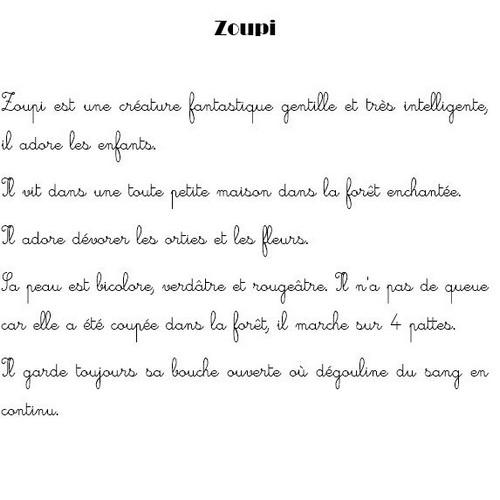 Zoupi
Zoupi est une créature fantastique gentille et très intelligente,
il adore les enfants.
Il vit dans une toute petite maison dans la forêt enchantée.
Il adore dévorer les orties et les fleurs.
Sa peau est bicolore, verdâtre et rougeâtre. Il n'a pas de queue
car elle a été coupée dans la forêt, il marche sur 4 pattes.
Il garde toujours sa bouche ouverte où dégouline du sang en
continu.